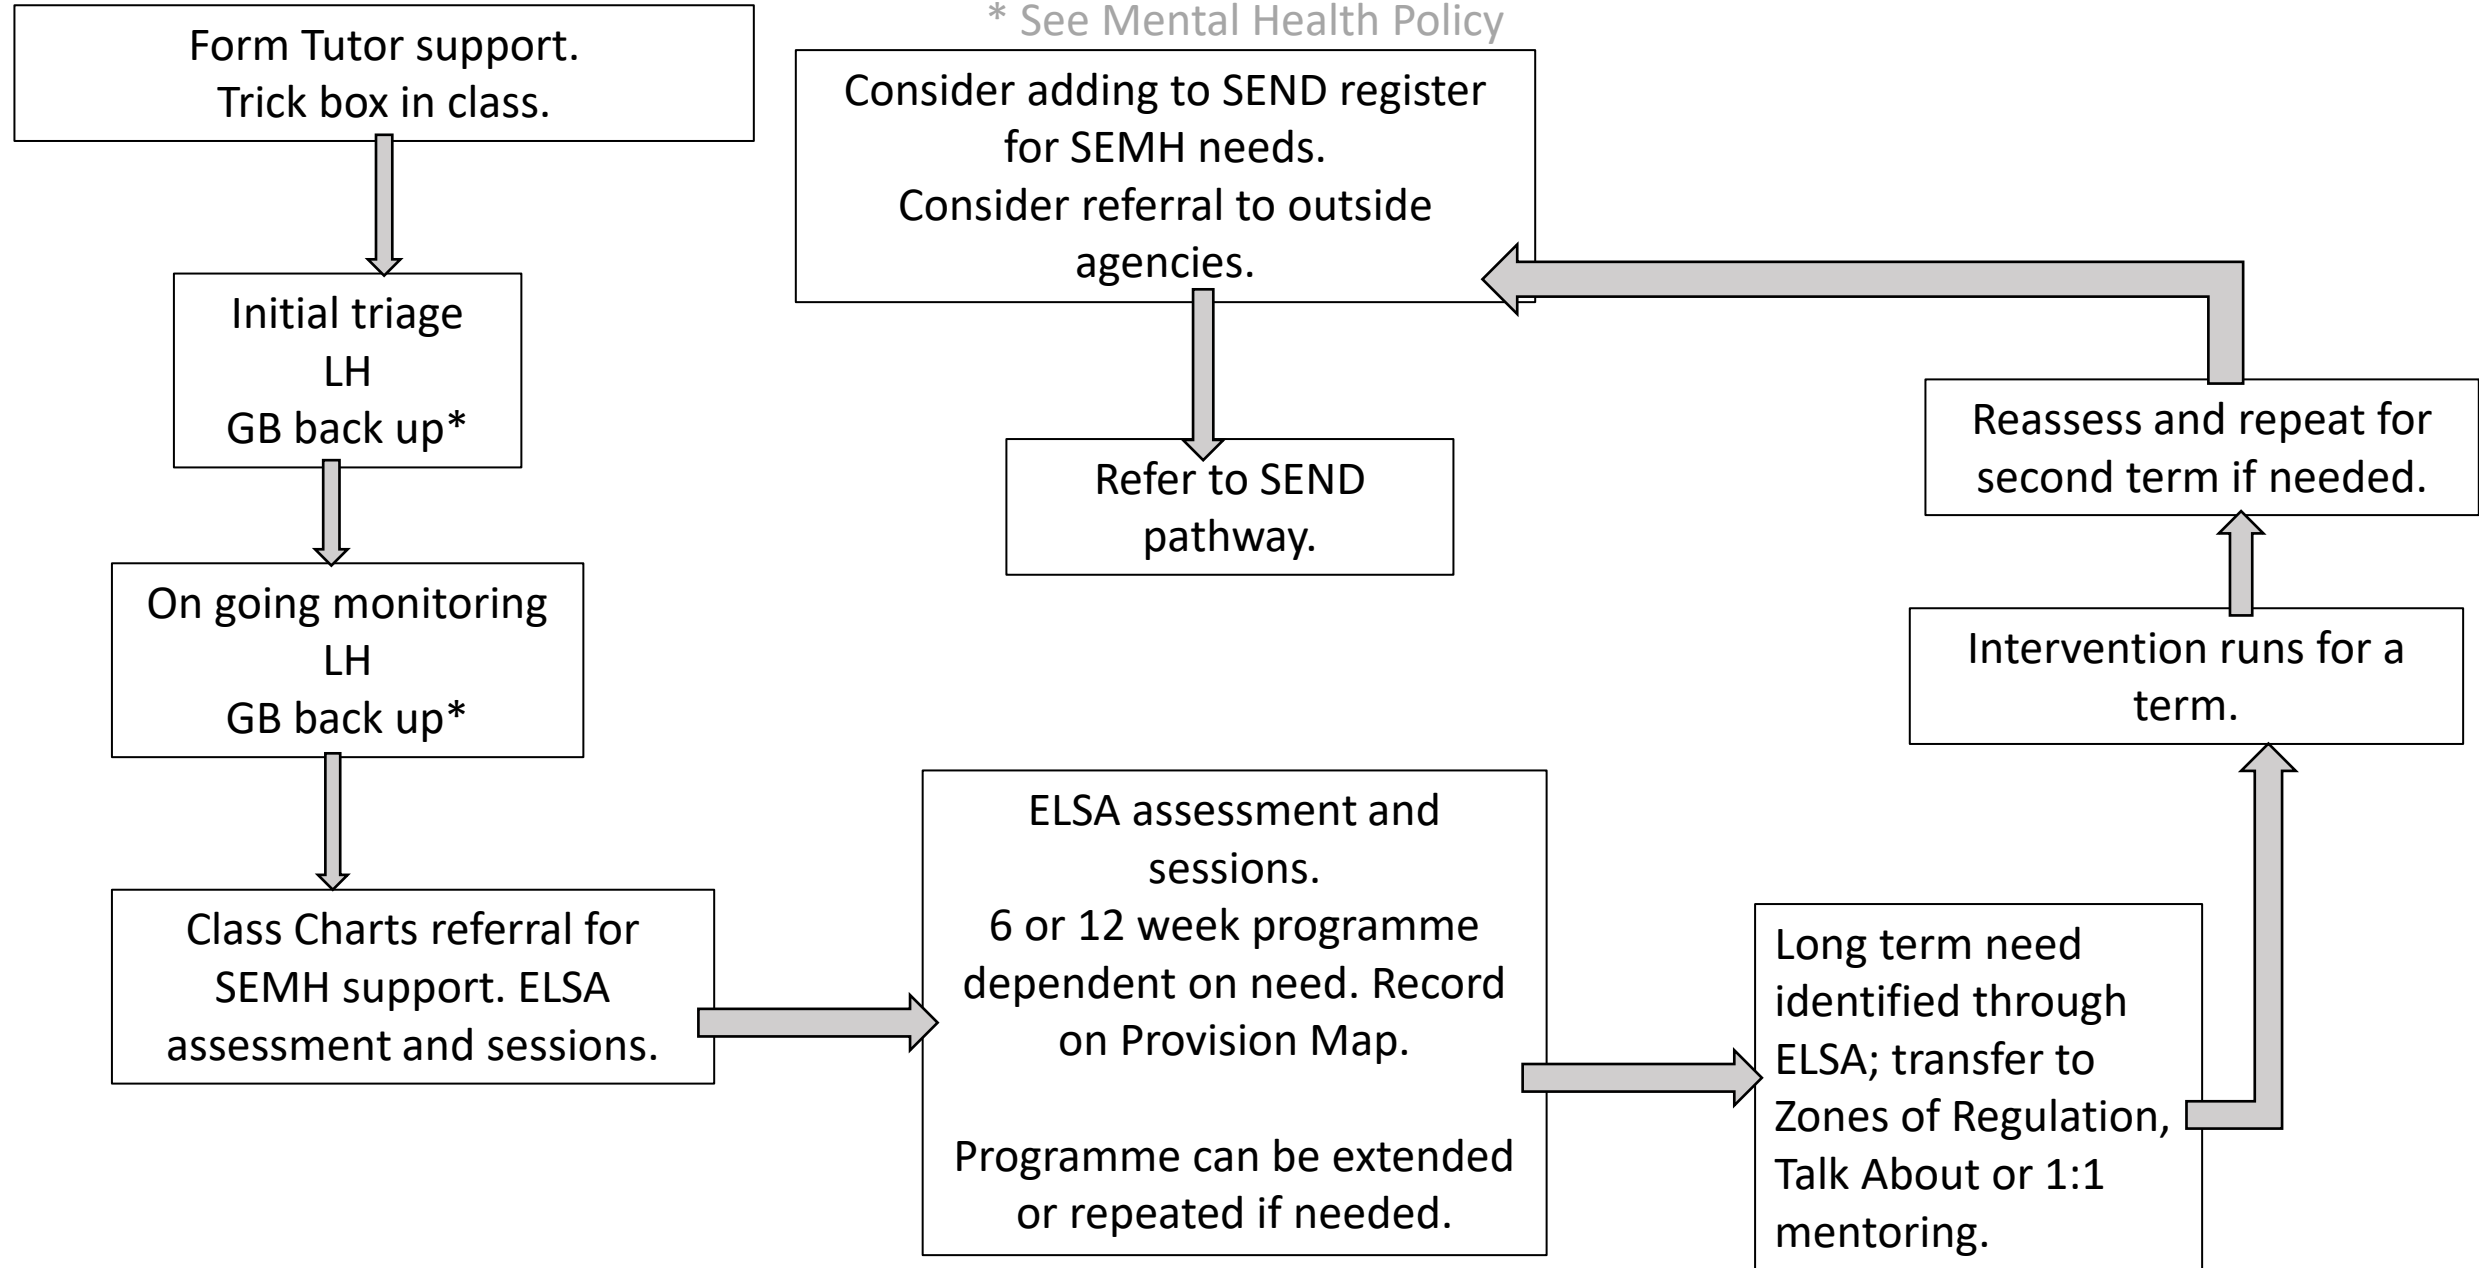 * See Mental Health Policy
Form Tutor support.
Trick box in class.
Initial triage
LH
GB back up*
On going monitoring
LH
GB back up*
Class Charts referral for
SEMH support. ELSA
assessment and sessions.
ELSA assessment and
sessions.
6 or 12 week programme
dependent on need. Record
on Provision Map.
Programme can be extended
or repeated if needed.
Long term need
identified through
ELSA; transfer to
Zones of Regulation,
Talk About or 1:1
mentoring.
Intervention runs for a
term.
Reassess and repeat for
second term if needed.
Consider adding to SEND register
for SEMH needs.
Consider referral to outside
agencies.
Refer to SEND
pathway.